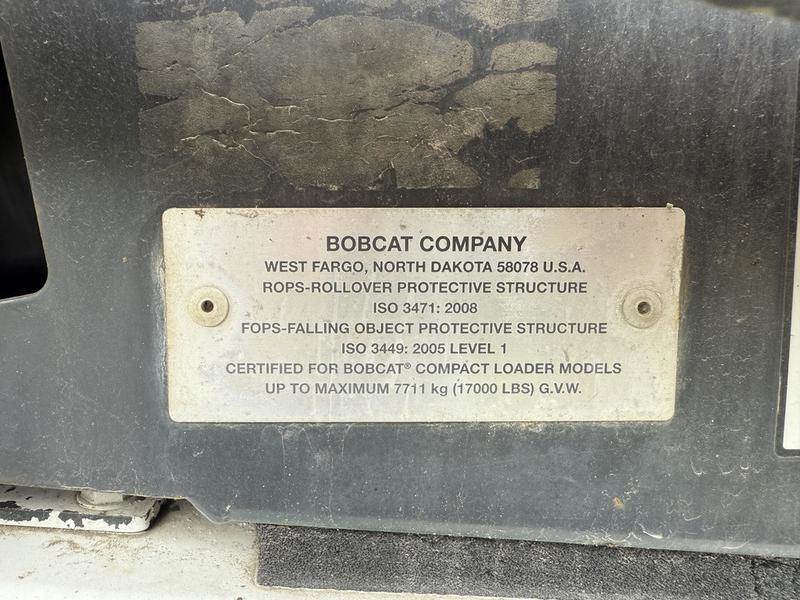 BOBCAT COMPANY
WEST FARGO, NORTH DAKOTA 58078 U.S.A.
ROPS-ROLLOVER PROTECTIVE STRUCTURE
ISO 3471: 2008
FOPS-FALLING OBJECT PROTECTIVE STRUCTURE
ISO 3449: 2005 LEVEL 1
CERTIFIED FOR BOBCAT® COMPACT LOADER MODELS
UP TO MAXIMUM 7711 kg (17000 LBS) G.V.W.